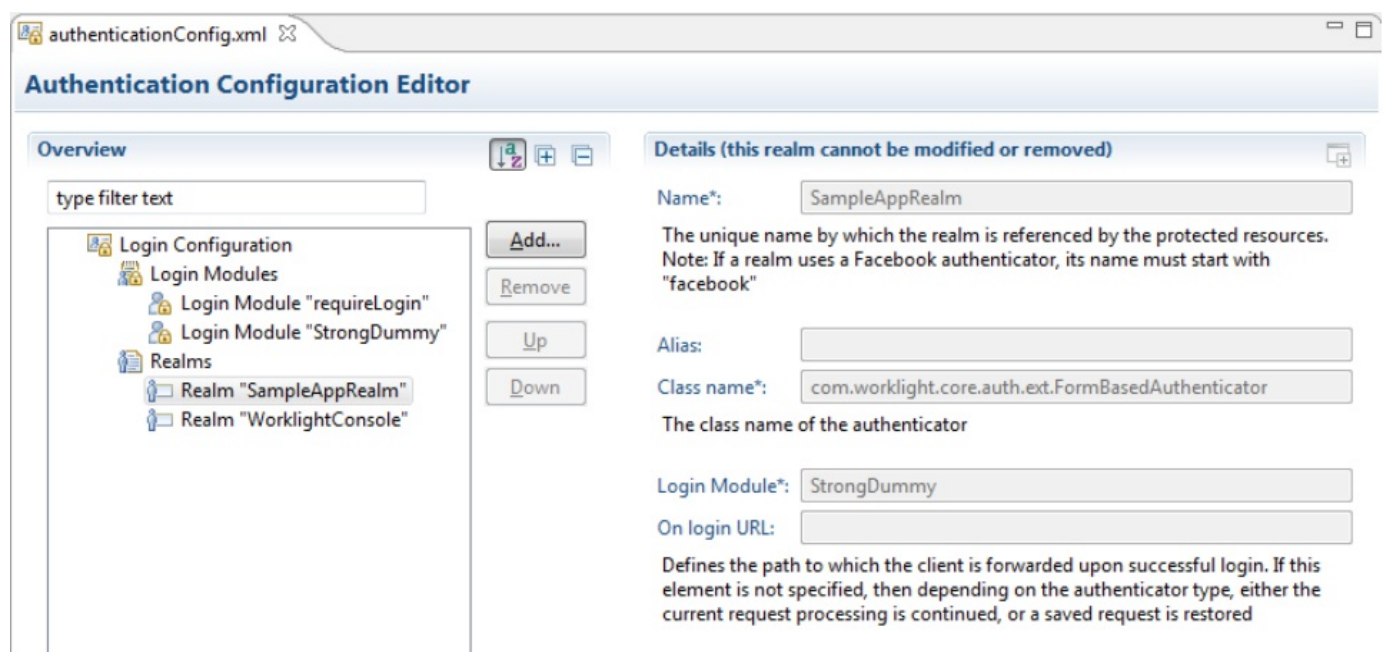 authenticationConfig.xml
Authentication Configuration Editor
Overview
type filter text
Login Configuration
Login Modules
Login Module "requireLogin"
Login Module "StrongDummy"
Realms
Realm "SampleAppRealm"
Realm "WorklightConsole"
Add...
Remove
Up
Down
Details (this realm cannot be modified or removed)
Name*: SampleAppRealm
The unique name by which the realm is referenced by the protected resources.
Note: If a realm uses a Facebook authenticator, its name must start with
"facebook"
Alias:
Class name*: com.worklight.core.auth.ext.FormBasedAuthenticator
The class name of the authenticator
Login Module*: StrongDummy
On login URL:
Defines the path to which the client is forwarded upon successful login. If this
element is not specified, then depending on the authenticator type, either the
current request processing is continued, or a saved request is restored